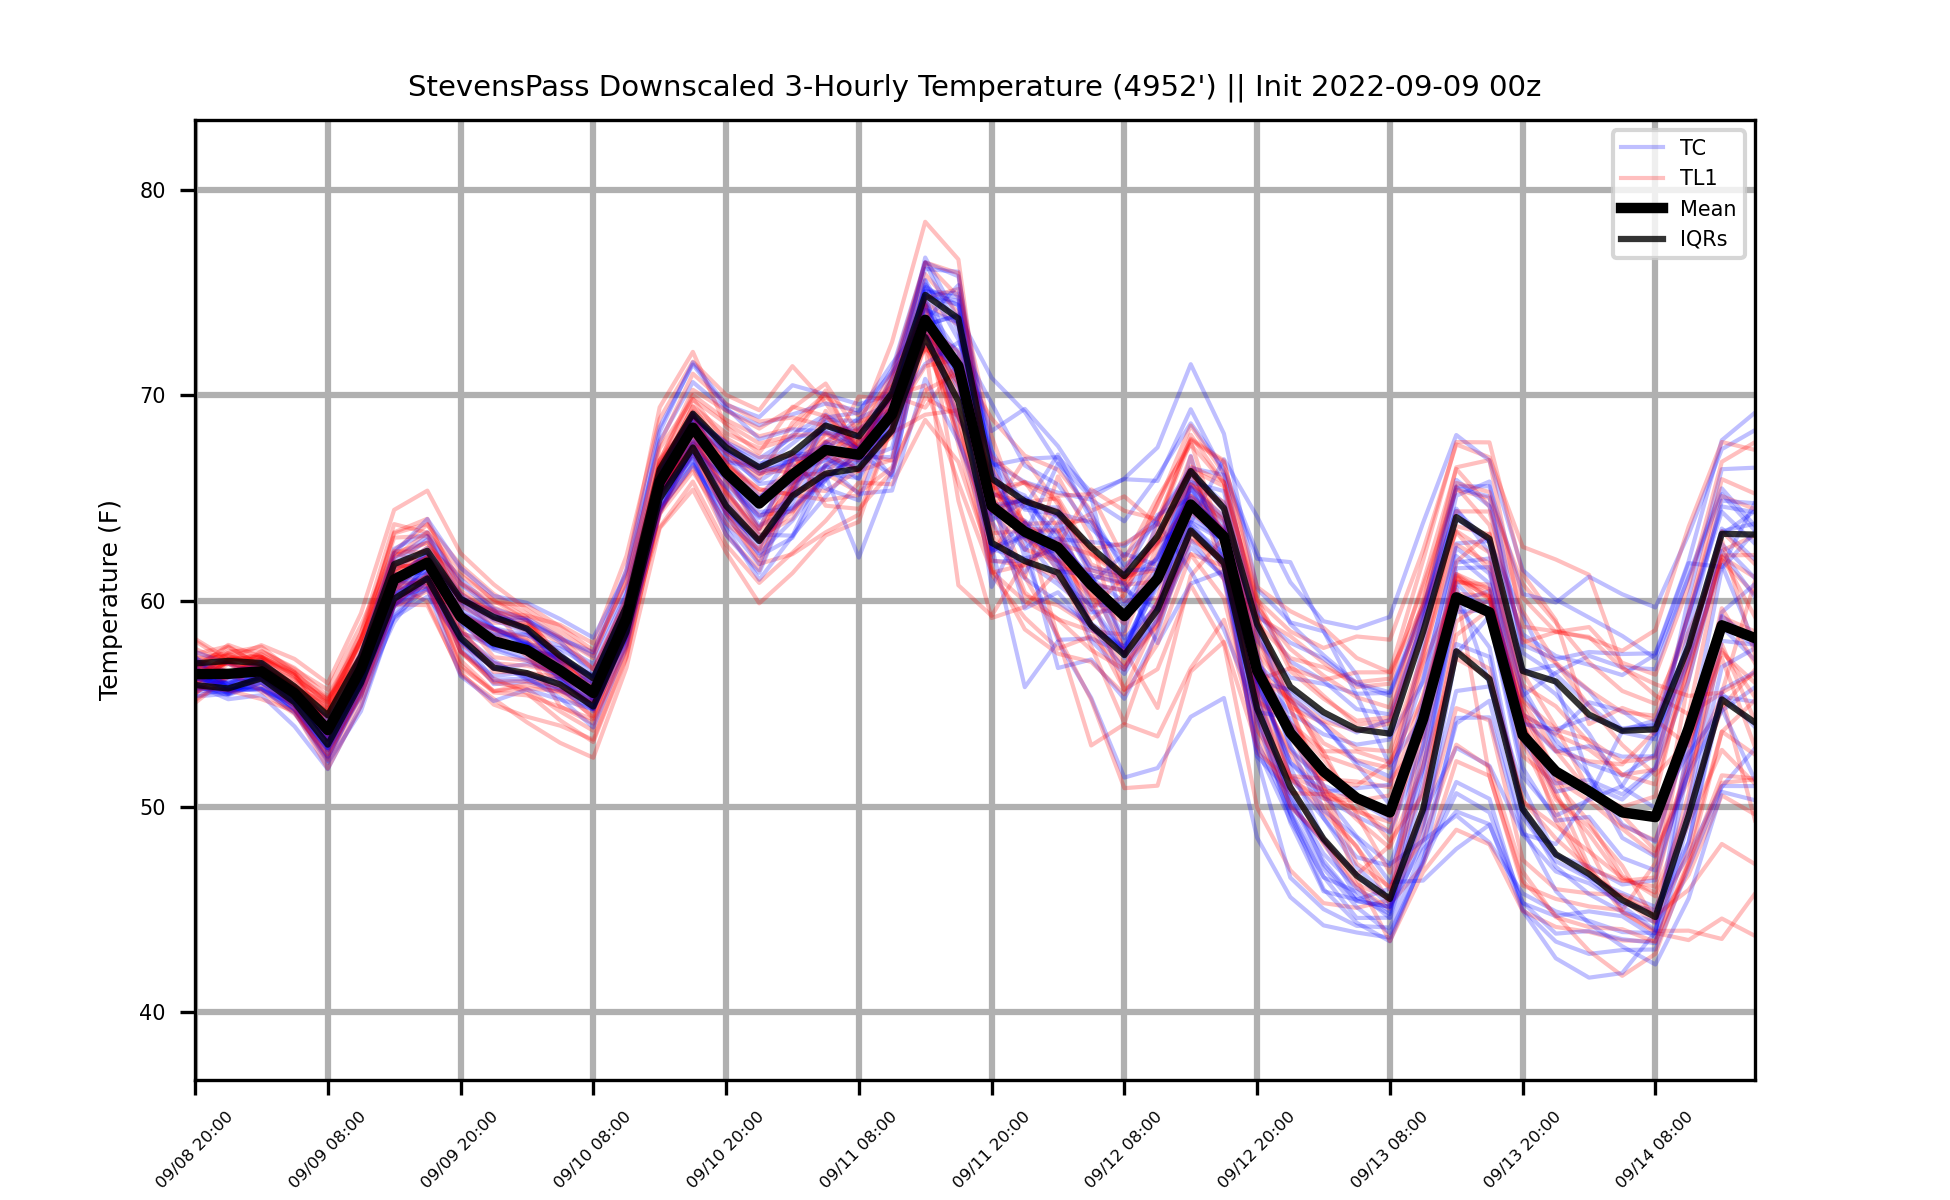 StevensPass Downscaled 3-Hourly Temperature (4952') || Init 2022-09-09 00z
TC
TL1
Mean
IQRs
Temperature (F)
80
70
60
50
40
09/08 20:00
09/09 08:00
09/09 20:00
09/10 08:00
09/10 20:00
09/11 08:00
09/11 20:00
09/12 08:00
09/12 20:00
09/13 08:00
09/13 20:00
09/14 08:00